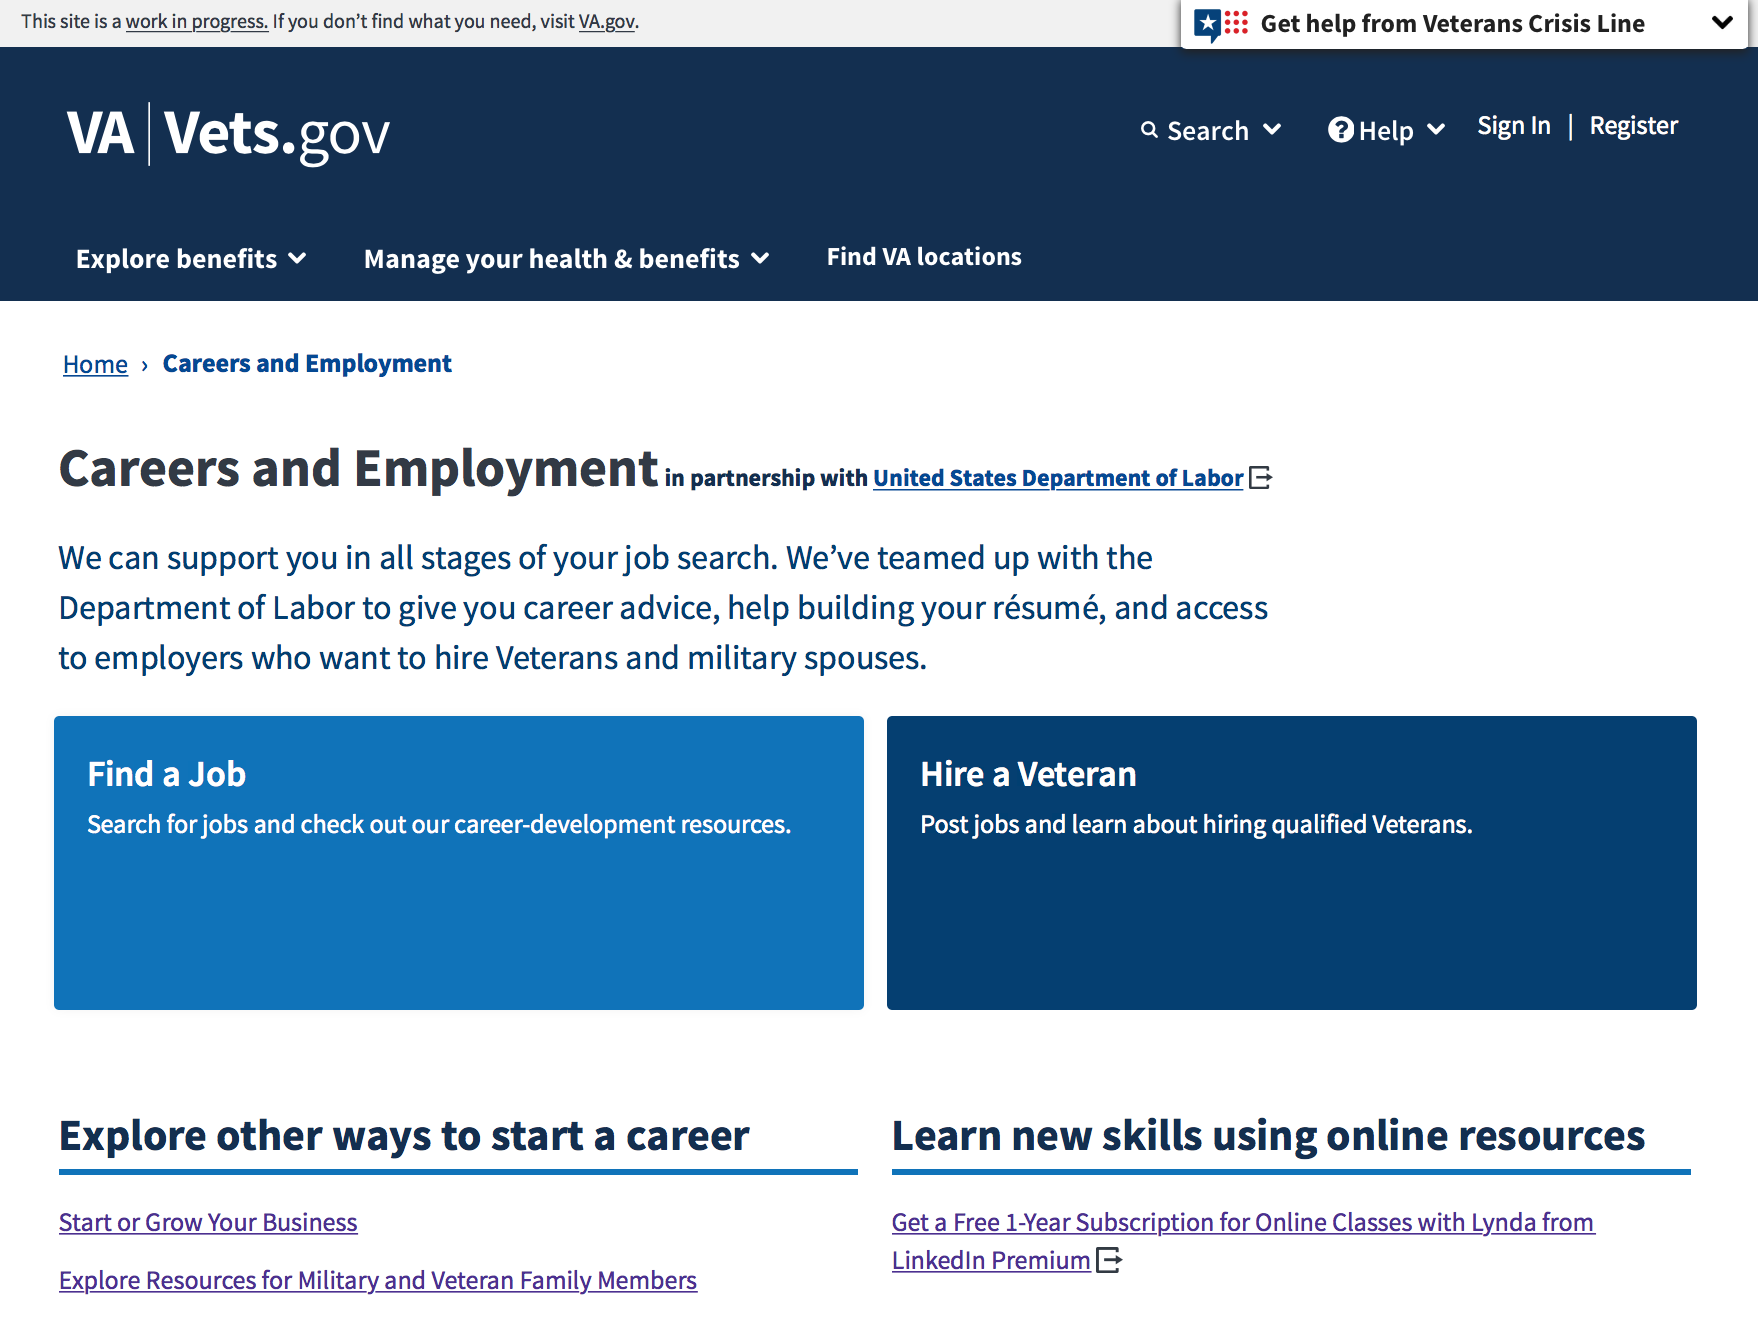 This site is a work in progress. If you don’t find what you need, visit VA.gov.
Get help from Veterans Crisis Line
VA | Vets.gov
Search
Help
Sign In | Register
Explore benefits
Manage your health & benefits
Find VA locations
Home › Careers and Employment
Careers and Employment in partnership with United States Department of Labor
We can support you in all stages of your job search. We’ve teamed up with the
Department of Labor to give you career advice, help building your résumé, and access
to employers who want to hire Veterans and military spouses.
Find a Job
Search for jobs and check out our career-development resources.
Hire a Veteran
Post jobs and learn about hiring qualified Veterans.
Explore other ways to start a career
Start or Grow Your Business
Explore Resources for Military and Veteran Family Members
Learn new skills using online resources
Get a Free 1-Year Subscription for Online Classes with Lynda from
LinkedIn Premium